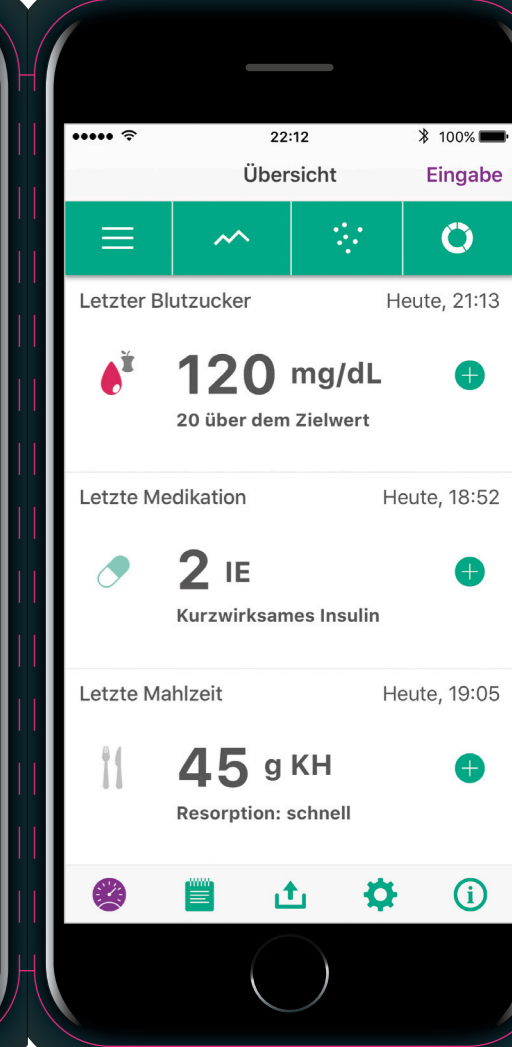 22:12
100%
Übersicht
Eingabe
Letzter Blutzucker
Heute, 21:13
120 mg/dL
20 über dem Zielwert
Letzte Medikation
Heute, 18:52
2 IE
Kurzwirksames Insulin
Letzte Mahlzeit
Heute, 19:05
45 g KH
Resorption: schnell